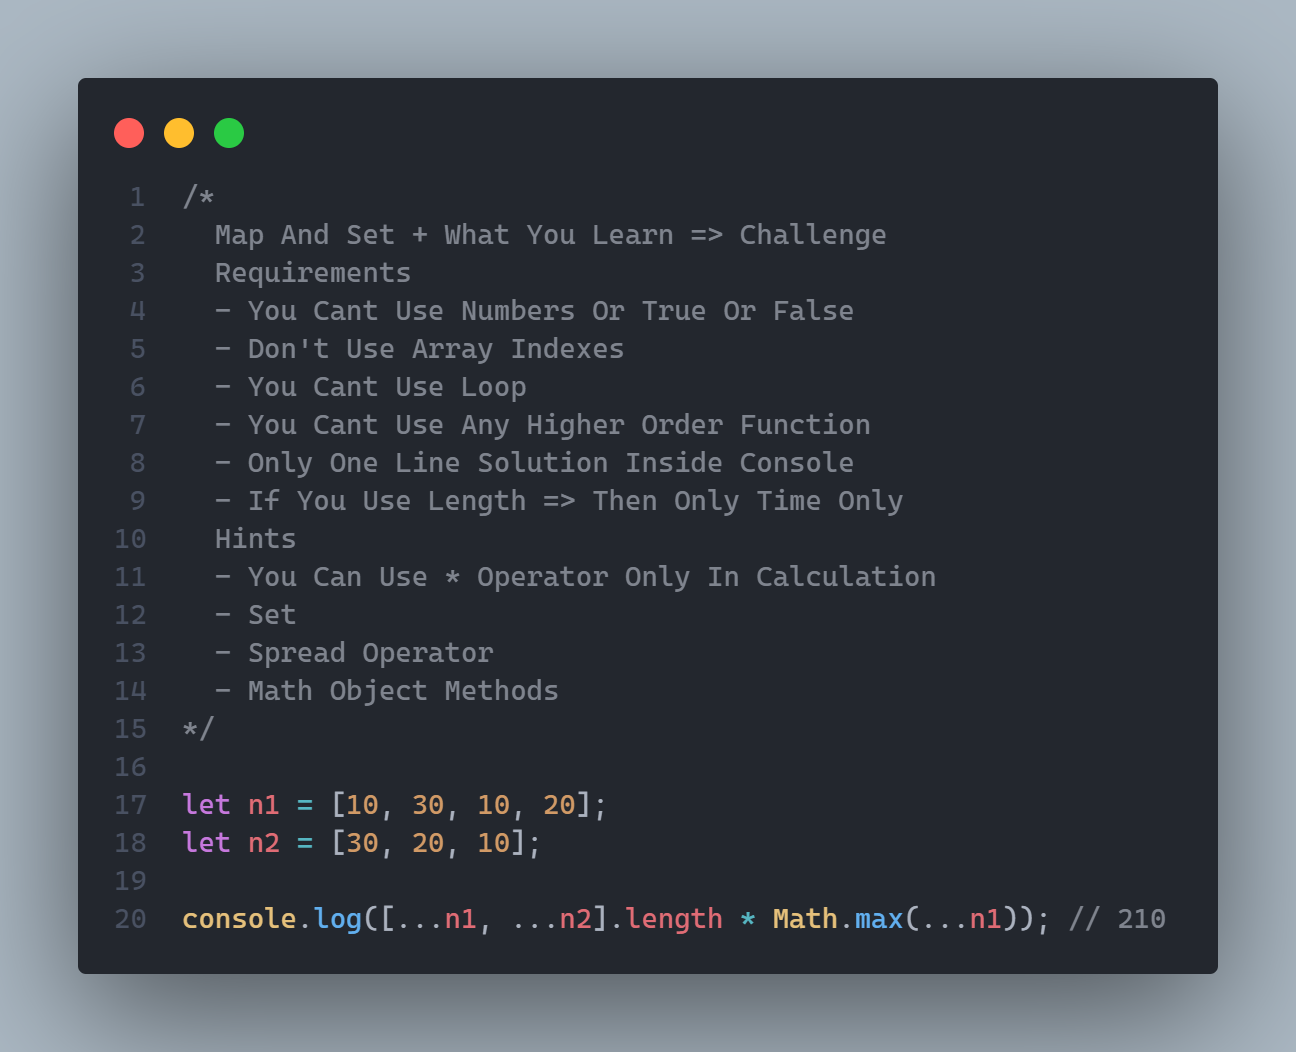 1 /*
2 Map And Set + What You Learn => Challenge
3 Requirements
4 - You Cant Use Numbers Or True Or False
5 - Don't Use Array Indexes
6 - You Cant Use Loop
7 - You Cant Use Any Higher Order Function
8 - Only One Line Solution Inside Console
9 - If You Use Length => Then Only Time Only
10 Hints
11 - You Can Use * Operator Only In Calculation
12 - Set
13 - Spread Operator
14 - Math Object Methods
15 */
16
17 let n1 = [10, 30, 10, 20];
18 let n2 = [30, 20, 10];
19
20 console.log([...n1, ...n2].length * Math.max(...n1)); // 210